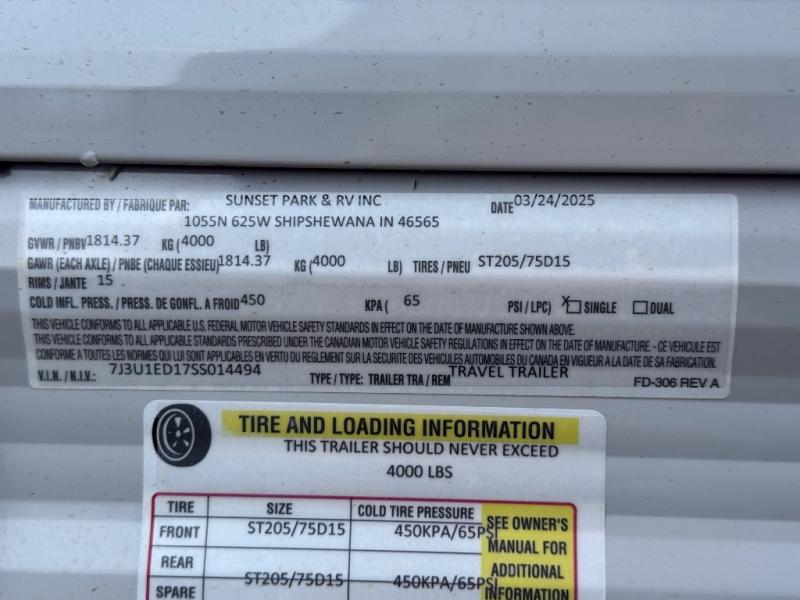 MANUFACTURED BY / FABRIQUE PAR: SUNSET PARK & RV INC DATE 03/24/2025
1055N 625W SHIPSHEWANA IN 46565
GVWR / PNBV 1814.37 KG (4000 LB)
GAWR (EACH AXLE) / PNBE (CHAQUE ESSIEU) 1814.37 KG (4000 LB) TIRES / PNEU ST205/75D15
RIMS / JANTE 15
COLD INFL. PRESS. / PRESS. DE GONFL. A FROID 450 KPA ( 65 PSI / LPC) X SINGLE DUAL
THIS VEHICLE CONFORMS TO ALL APPLICABLE U.S. FEDERAL MOTOR VEHICLE SAFETY STANDARDS IN EFFECT ON THE DATE OF MANUFACTURE SHOWN ABOVE.
THIS VEHICLE CONFORMS TO ALL APPLICABLE STANDARDS PRESCRIBED UNDER THE CANADIAN MOTOR VEHICLE SAFETY REGULATIONS IN EFFECT ON THE DATE OF MANUFACTURE. - CE VEHICULE EST
CONFORME A TOUTES LES NORMES QUI LUI SONT APPLICABLES EN VERTU DU REGLEMENT SUR LA SECURITE DES VEHICULES AUTOMOBILES DU CANADA EN VIGUEUR A LA DATE DE SA FABRICATION.
V.I.N. / N.I.V.: 7J3U1ED17SS014494 TYPE / TYPE: TRAILER TRA / REM TRAVEL TRAILER FD-306 REV A
TIRE AND LOADING INFORMATION
THIS TRAILER SHOULD NEVER EXCEED
4000 LBS
TIRE SIZE COLD TIRE PRESSURE SEE OWNER'S
FRONT ST205/75D15 450KPA/65PSI MANUAL FOR
REAR ADDITIONAL
SPARE ST205/75D15 450KPA/65PSI INFORMATION